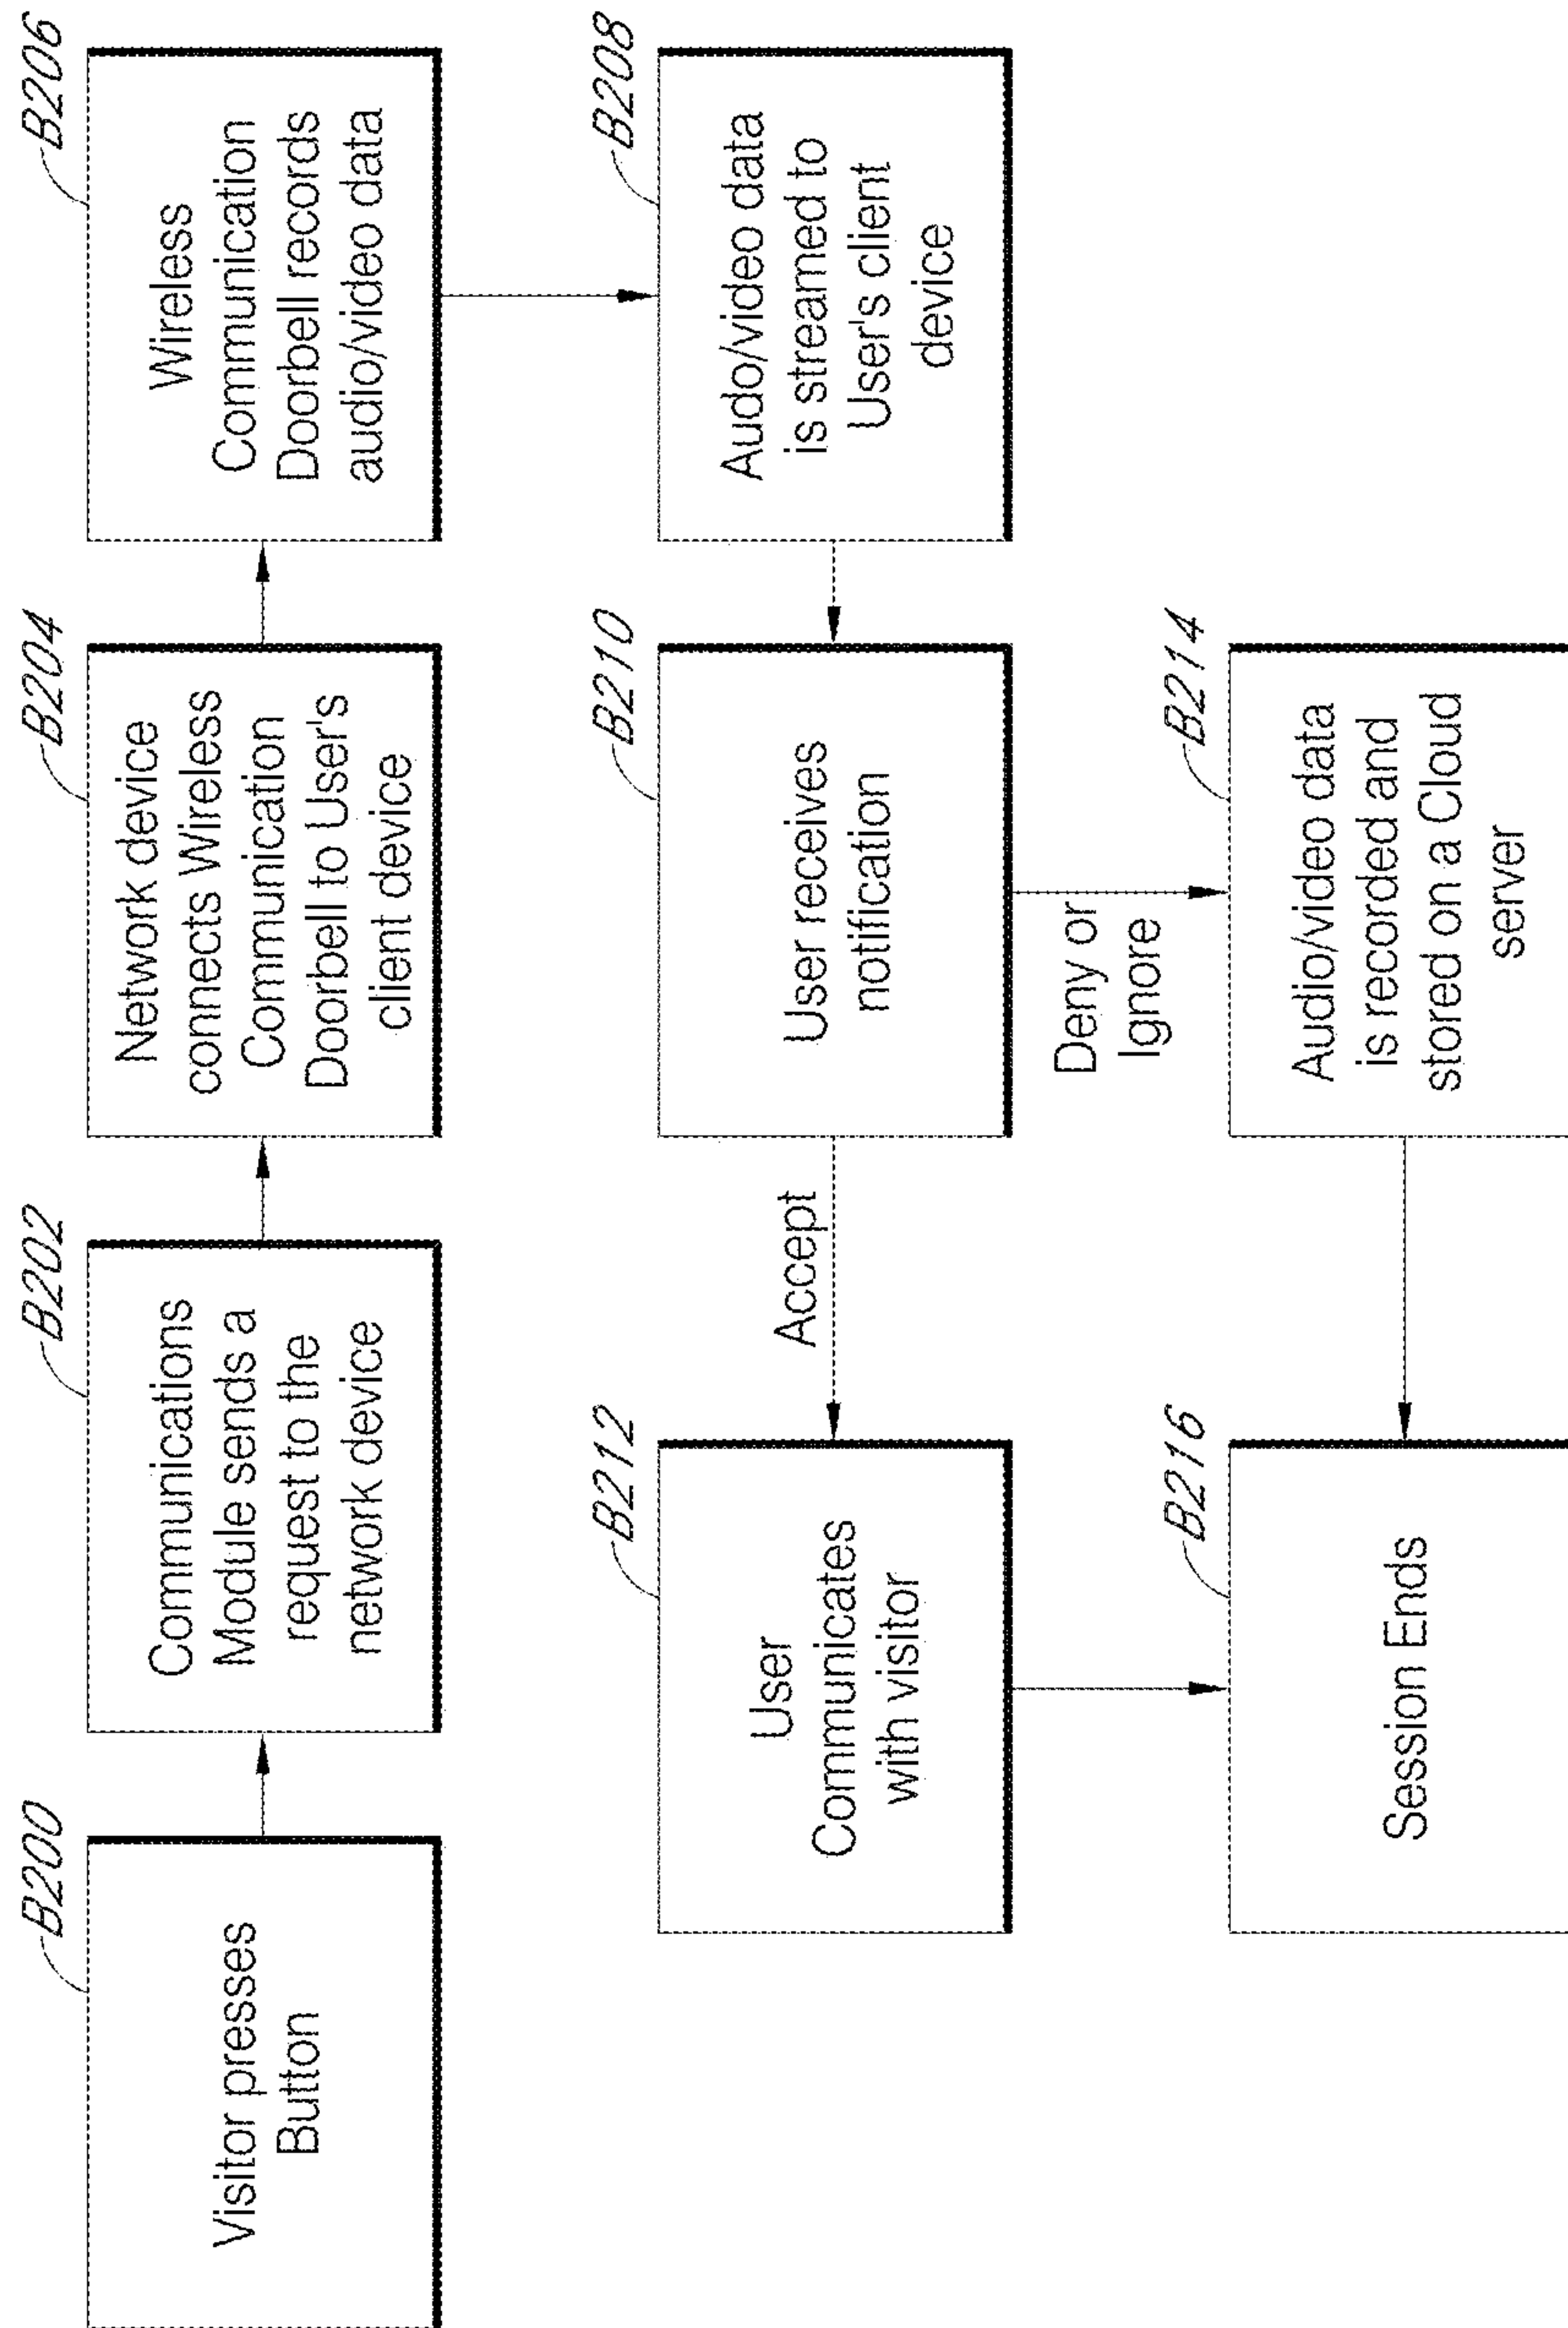 B200
Visitor presses
Button
B202
Communications
Module sends a
request to the
network device
B204
Network device
connects Wireless
Communication
Doorbell to User's
client device
B206
Wireless
Communication
Doorbell records
audio/video data
B208
Audo/video data
is streamed to
User's client
device
B210
User receives
notification
Accept
Deny or
Ignore
B212
User
Communicates
with visitor
B214
Audio/video data
is recorded and
stored on a Cloud
server
B216
Session Ends